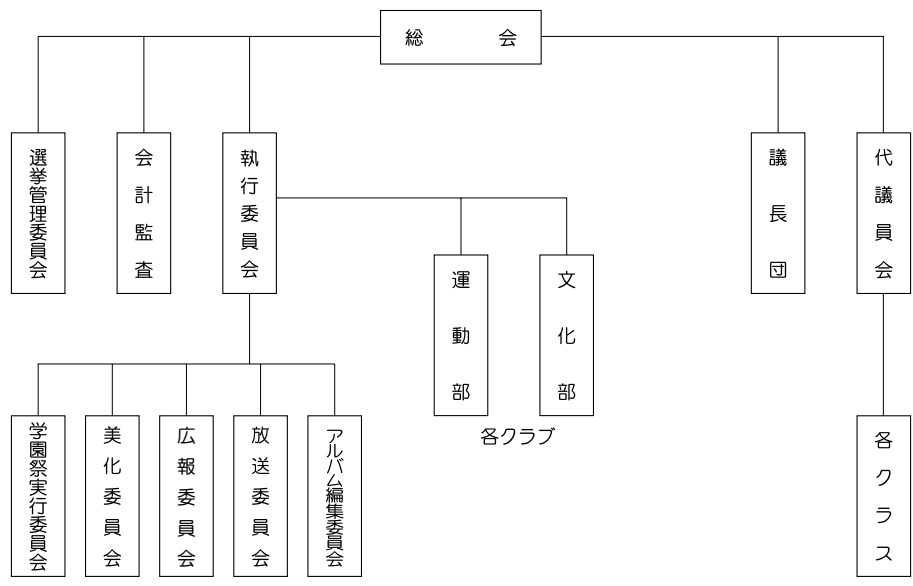 総　会
選挙管理委員会
会計監査
執行委員会
議長団
代議員会
運動部
文化部
各クラブ
学園祭実行委員会
美化委員会
広報委員会
放送委員会
アルバム編集委員会
各クラス